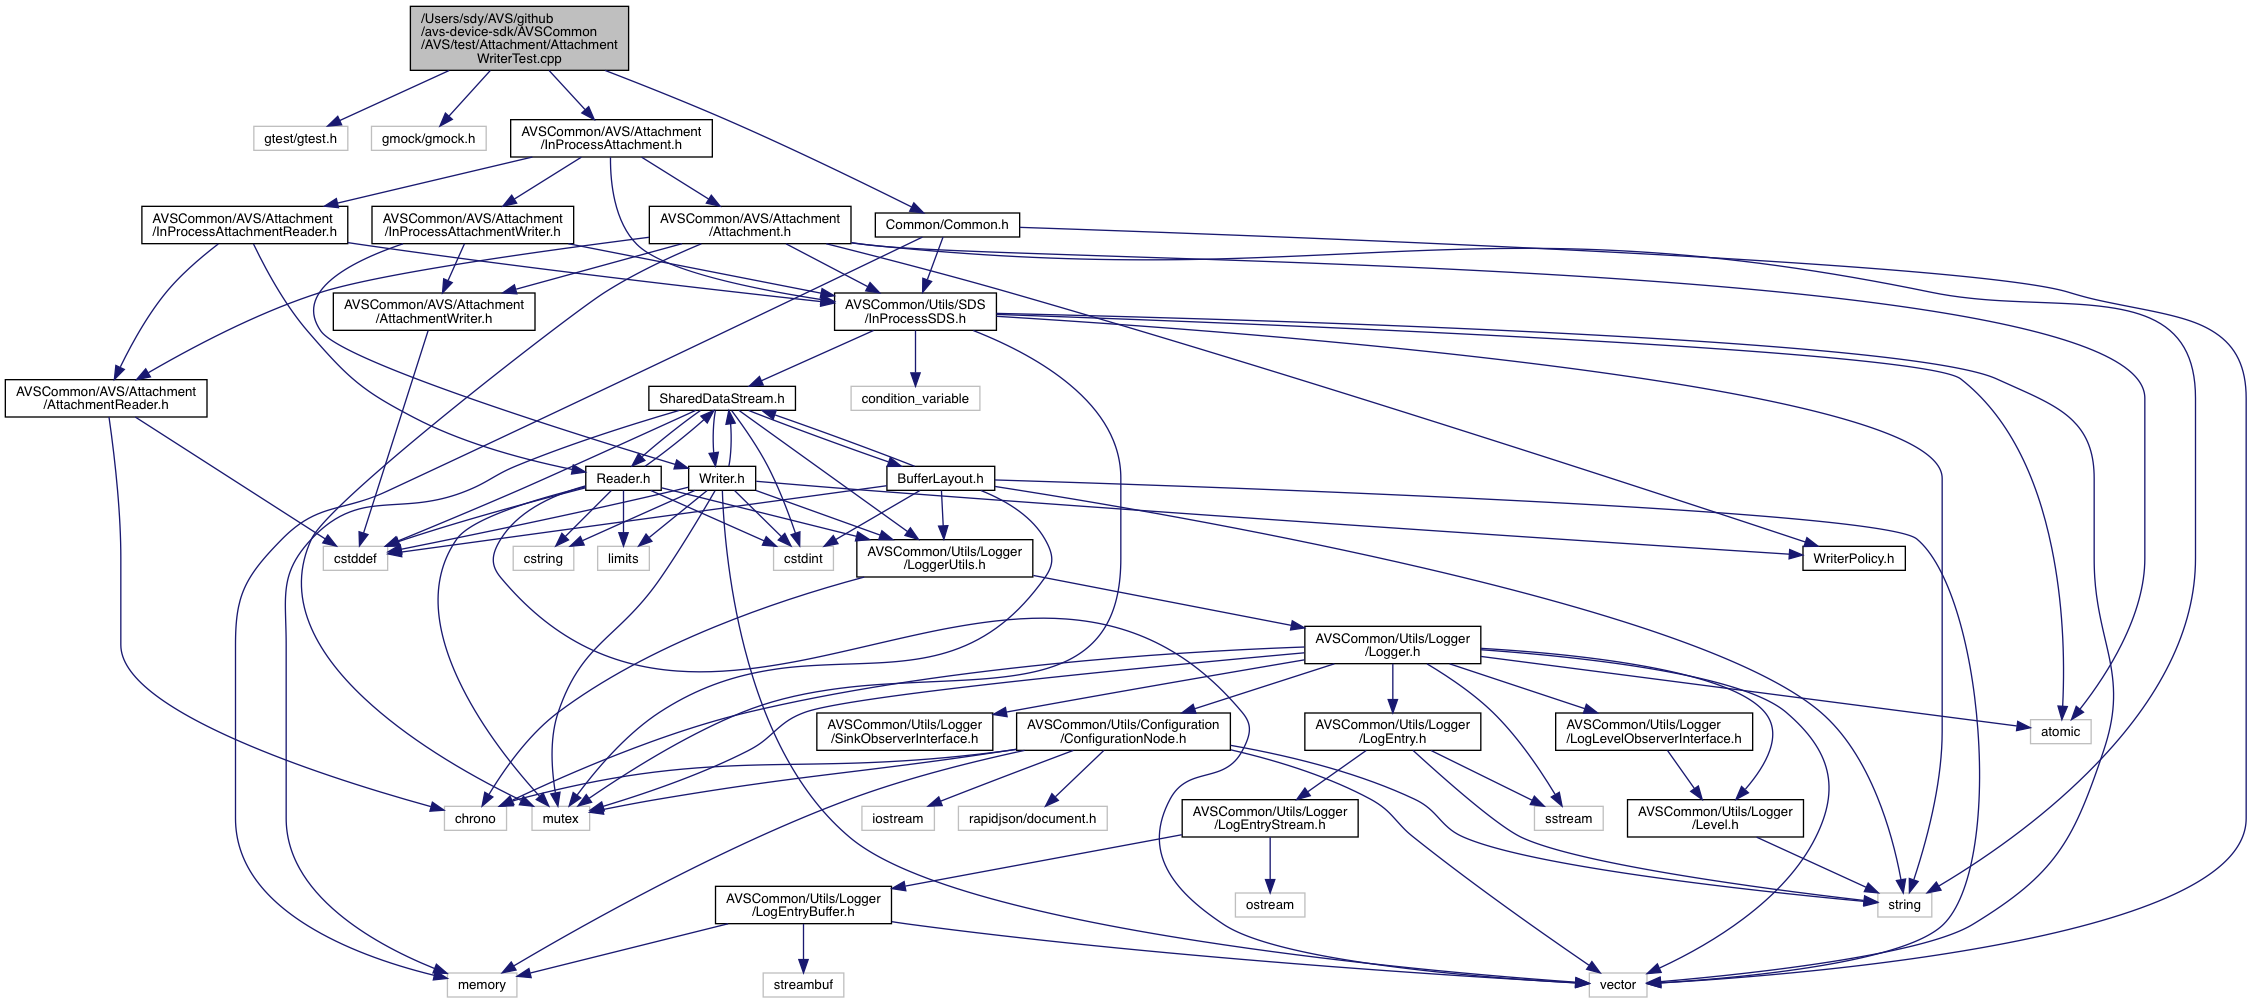 /Users/sdy/AVS/github
/avs-device-sdk/AVSCommon
/AVS/test/Attachment/Attachment
WriterTest.cpp
gtest/gtest.h
gmock/gmock.h
AVSCommon/AVS/Attachment
/InProcessAttachment.h
AVSCommon/AVS/Attachment
/InProcessAttachmentReader.h
AVSCommon/AVS/Attachment
/InProcessAttachmentWriter.h
AVSCommon/AVS/Attachment
/Attachment.h
Common/Common.h
AVSCommon/AVS/Attachment
/AttachmentWriter.h
AVSCommon/Utils/SDS
/InProcessSDS.h
AVSCommon/AVS/Attachment
/AttachmentReader.h
SharedDataStream.h
condition_variable
Reader.h
Writer.h
BufferLayout.h
cstddef
cstring
limits
cstdint
AVSCommon/Utils/Logger
/LoggerUtils.h
WriterPolicy.h
AVSCommon/Utils/Logger
/Logger.h
AVSCommon/Utils/Logger
/SinkObserverInterface.h
AVSCommon/Utils/Configuration
/ConfigurationNode.h
AVSCommon/Utils/Logger
/LogEntry.h
AVSCommon/Utils/Logger
/LogLevelObserverInterface.h
atomic
chrono
mutex
iostream
rapidjson/document.h
AVSCommon/Utils/Logger
/LogEntryStream.h
sstream
AVSCommon/Utils/Logger
/Level.h
AVSCommon/Utils/Logger
/LogEntryBuffer.h
ostream
string
memory
streambuf
vector